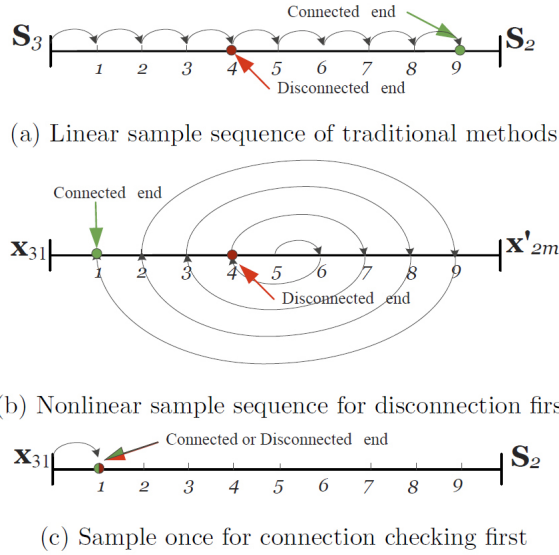 Connected end
S3 1 2 3 4 5 6 7 8 9 S2
Disconnected end
(a) Linear sample sequence of traditional methods
Connected end
x31 1 2 3 4 5 6 7 8 9 x'2m
Disconnected end
(b) Nonlinear sample sequence for disconnection firs
Connected or Disconnected end
x31 1 2 3 4 5 6 7 8 9 S2
(c) Sample once for connection checking first